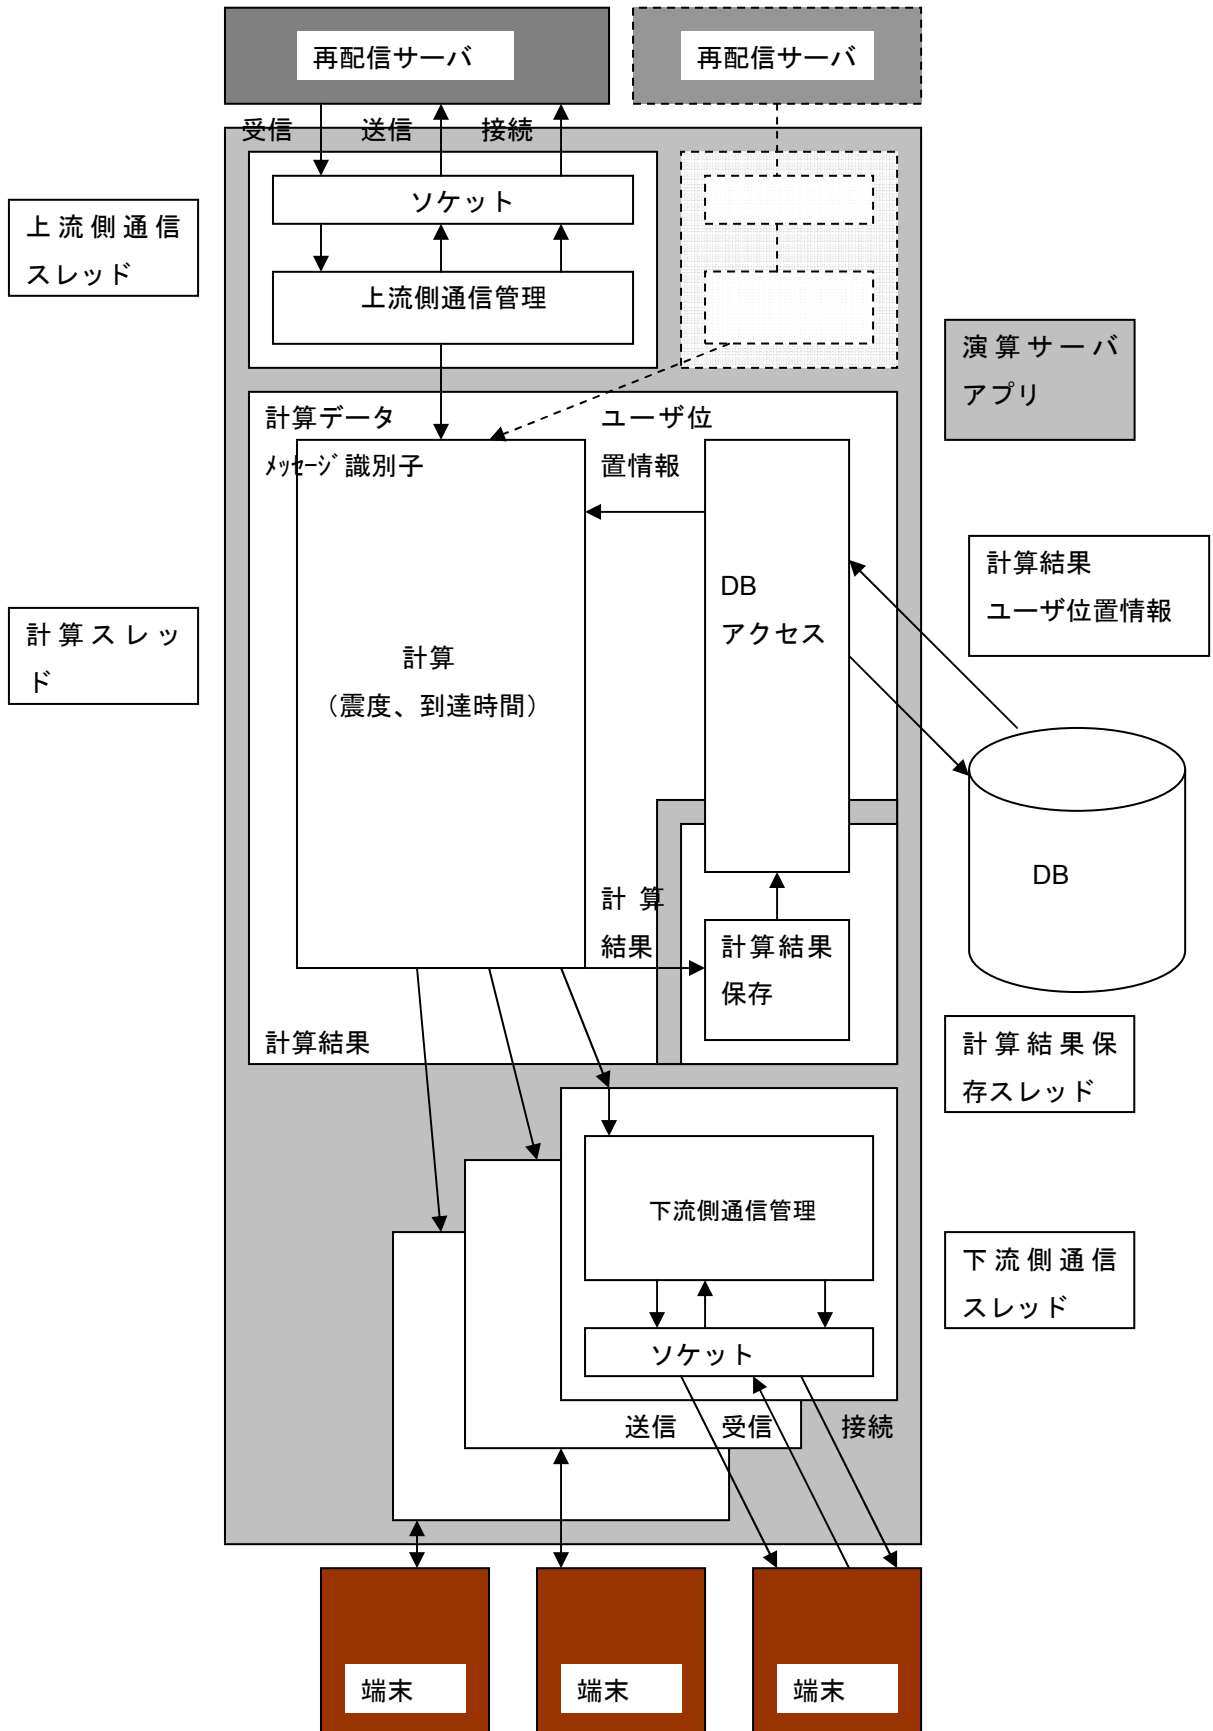 再配信サーバ
再配信サーバ
受信
送信
接続
ソケット
上流側通信
スレッド
上流側通信管理
演算サーバ
アプリ
計算データ
ﾒｯｾｰｼﾞ識別子
ユーザ位
置情報
計算結果
ユーザ位置情報
DB
アクセス
計算スレッ
ド
計算
（震度、到達時間）
DB
計算
結果
計算結果
保存
計算結果
計算結果保
存スレッド
下流側通信管理
下流側通信
スレッド
ソケット
送信
受信
接続
端末
端末
端末